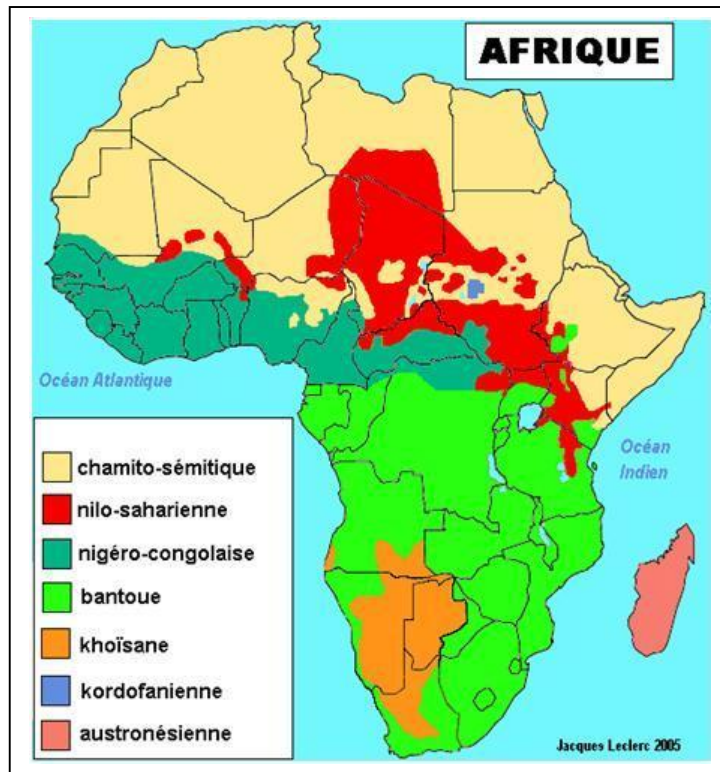 AFRIQUE
Océan Atlantique
Océan
Indien
chamito-sémitique
nilo-saharienne
nigéro-congolaise
bantoue
khoïsane
kordofanienne
austronésienne
Jacques Leclerc 2005